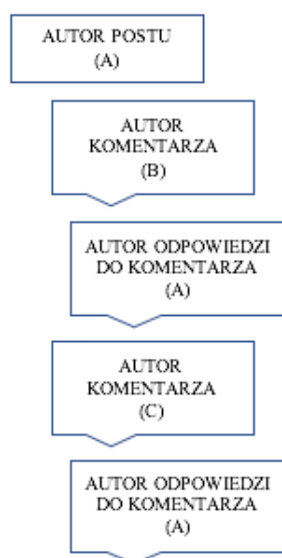 AUTOR POSTU
(A)
AUTOR
KOMENTARZA
(B)
AUTOR ODPOWIEDZI
DO KOMENTARZA
(A)
AUTOR
KOMENTARZA
(C)
AUTOR ODPOWIEDZI
DO KOMENTARZA
(A)